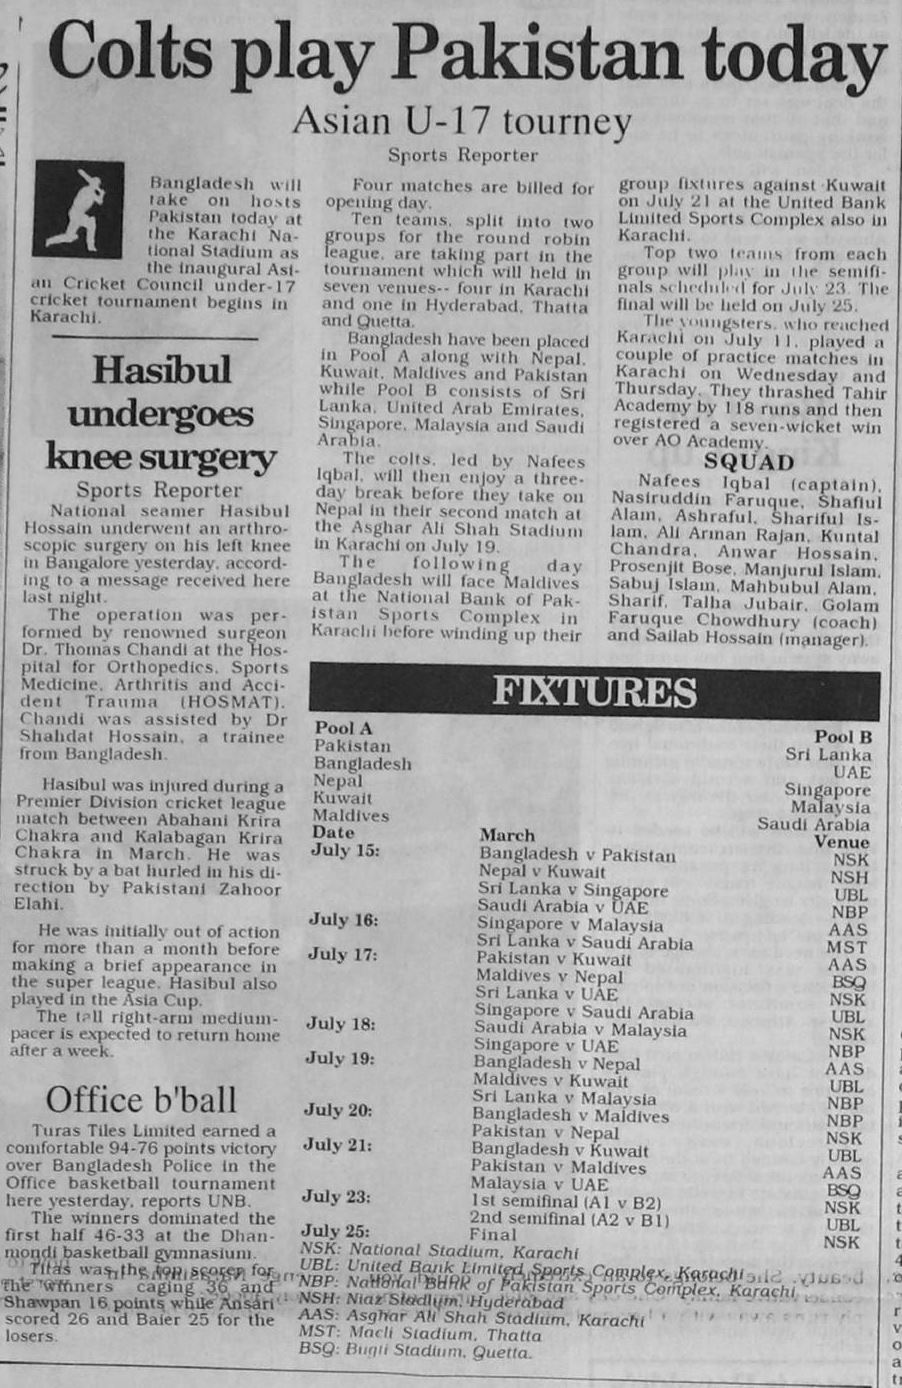 Colts play Pakistan today
Asian U-17 tourney
Sports Reporter
Bangladesh will
take on hosts
Pakistan today at
the Karachi Na-
tional Stadium as
the inaugural Asi-
an Cricket Council under-17
cricket tournament begins in
Karachi.
Four matches are billed for
opening day.
Ten teams, split into two
groups for the round robin
league, are taking part in the
tournament which will held in
seven venues-- four in Karachi
and one in Hyderabad, Thatta
and Quetta.
Bangladesh have been placed
in Pool A along with Nepal,
Kuwait, Maldives and Pakistan
while Pool B consists of Sri
Lanka, United Arab Emirates,
Singapore, Malaysia and Saudi
Arabia.
The colts, led by Nafees
Iqbal, will then enjoy a three-
day break before they take on
Nepal in their second match at
the Asghar Ali Shah Stadium
in Karachi on July 19.
The following day
Bangladesh will face Maldives
at the National Bank of Pak-
istan Sports Complex in
Karachi before winding up their
group fixtures against Kuwait
on July 21 at the United Bank
Limited Sports Complex also in
Karachi.
Top two teams from each
group will play in the semifi-
nals scheduled for July 23. The
final will be held on July 25.
The youngsters, who reached
Karachi on July 11, played a
couple of practice matches in
Karachi on Wednesday and
Thursday. They thrashed Tahir
Academy by 118 runs and then
registered a seven-wicket win
over AO Academy.
SQUAD
Nafees Iqbal (captain),
Nasiruddin Faruque, Shafiul
Alam, Ashraful, Shariful Is-
lam, Ali Arman Rajan, Kuntal
Chandra, Anwar Hossain,
Prosenjit Bose, Manjurul Islam,
Sabuj Islam, Mahbubul Alam,
Sharif, Talha Jubair, Golam
Faruque Chowdhury (coach)
and Sailab Hossain (manager).
Hasibul
undergoes
knee surgery
Sports Reporter
National seamer Hasibul
Hossain underwent an arthro-
scopic surgery on his left knee
in Bangalore yesterday, accord-
ing to a message received here
last night.
The operation was per-
formed by renowned surgeon
Dr. Thomas Chandi at the Hos-
pital for Orthopedics, Sports
Medicine, Arthritis and Acci-
dent Trauma (HOSMAT).
Chandi was assisted by Dr
Shahdat Hossain, a trainee
from Bangladesh.
Hasibul was injured during a
Premier Division cricket league
match between Abahani Krira
Chakra and Kalabagan Krira
Chakra in March. He was
struck by a bat hurled in his di-
rection by Pakistani Zahoor
Elahi.
He was initially out of action
for more than a month before
making a brief appearance in
the super league. Hasibul also
played in the Asia Cup.
The tall right-arm medium-
pacer is expected to return home
after a week.
Office b'ball
Turas Tiles Limited earned a
comfortable 94-76 points victory
over Bangladesh Police in the
Office basketball tournament
here yesterday, reports UNB.
The winners dominated the
first half 46-33 at the Dhan-
mondi basketball gymnasium.
Titas was the top scorer for
the winners caging 36 and
Shawpan 16 points while Ansari
scored 26 and Baier 25 for the
losers.
FIXTURES
Pool A Pool B
Pakistan Sri Lanka
Bangladesh UAE
Nepal Singapore
Kuwait Malaysia
Maldives Saudi Arabia
Date March Venue
July 15: Bangladesh v Pakistan NSK
Nepal v Kuwait NSH
Sri Lanka v Singapore UBL
Saudi Arabia v UAE NBP
July 16: Singapore v Malaysia AAS
Sri Lanka v Saudi Arabia MST
July 17: Pakistan v Kuwait AAS
Maldives v Nepal BSQ
Sri Lanka v UAE NSK
Singapore v Saudi Arabia UBL
July 18: Saudi Arabia v Malaysia NSK
Singapore v UAE NBP
July 19: Bangladesh v Nepal AAS
Maldives v Kuwait UBL
Sri Lanka v Malaysia NBP
July 20: Bangladesh v Maldives NBP
Pakistan v Nepal NSK
July 21: Bangladesh v Kuwait UBL
Pakistan v Maldives AAS
Malaysia v UAE BSQ
July 23: 1st semifinal (A1 v B2) NSK
2nd semifinal (A2 v B1) UBL
July 25: Final NSK
NSK: National Stadium, Karachi
UBL: United Bank Limited Sports Complex, Karachi
NBP: National Bank of Pakistan Sports Complex, Karachi
NSH: Niaz Stadium, Hyderabad
AAS: Asghar Ali Shah Stadium, Karachi
MST: Macli Stadium, Thatta
BSQ: Bugti Stadium, Quetta.